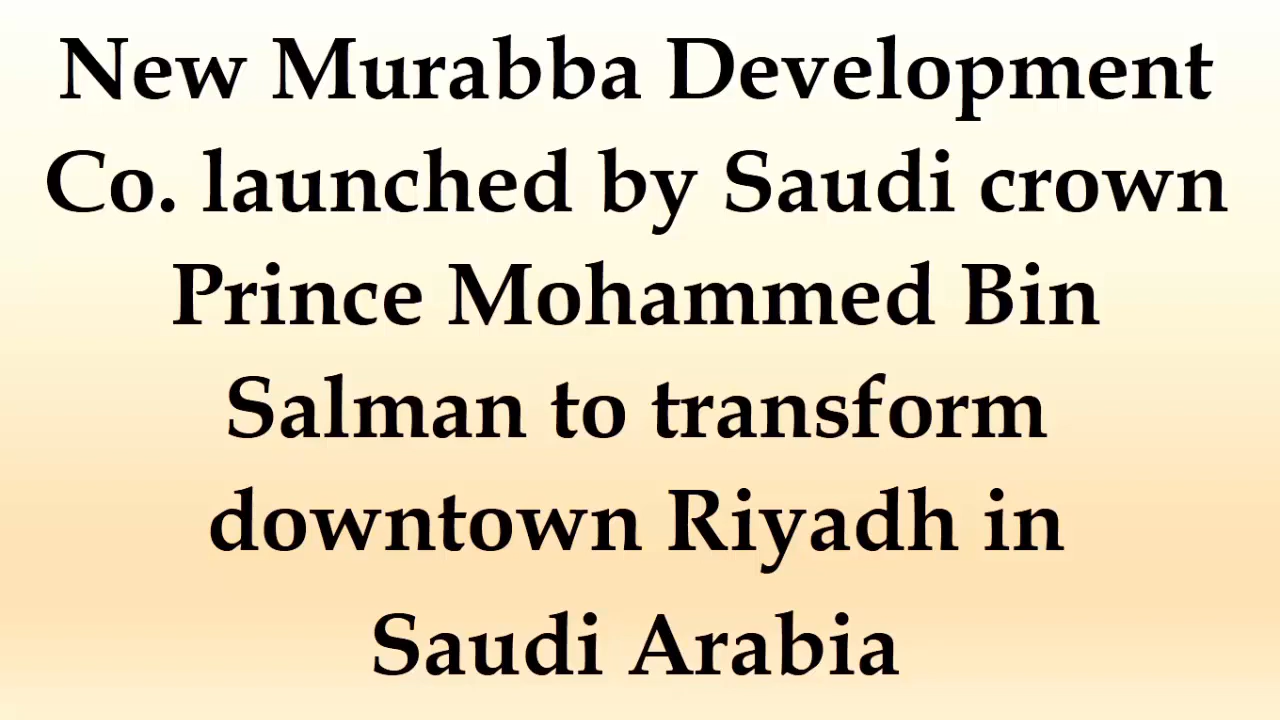 New Murabba Development
Co. launched by Saudi crown
Prince Mohammed Bin
Salman to transform
downtown Riyadh in
Saudi Arabia